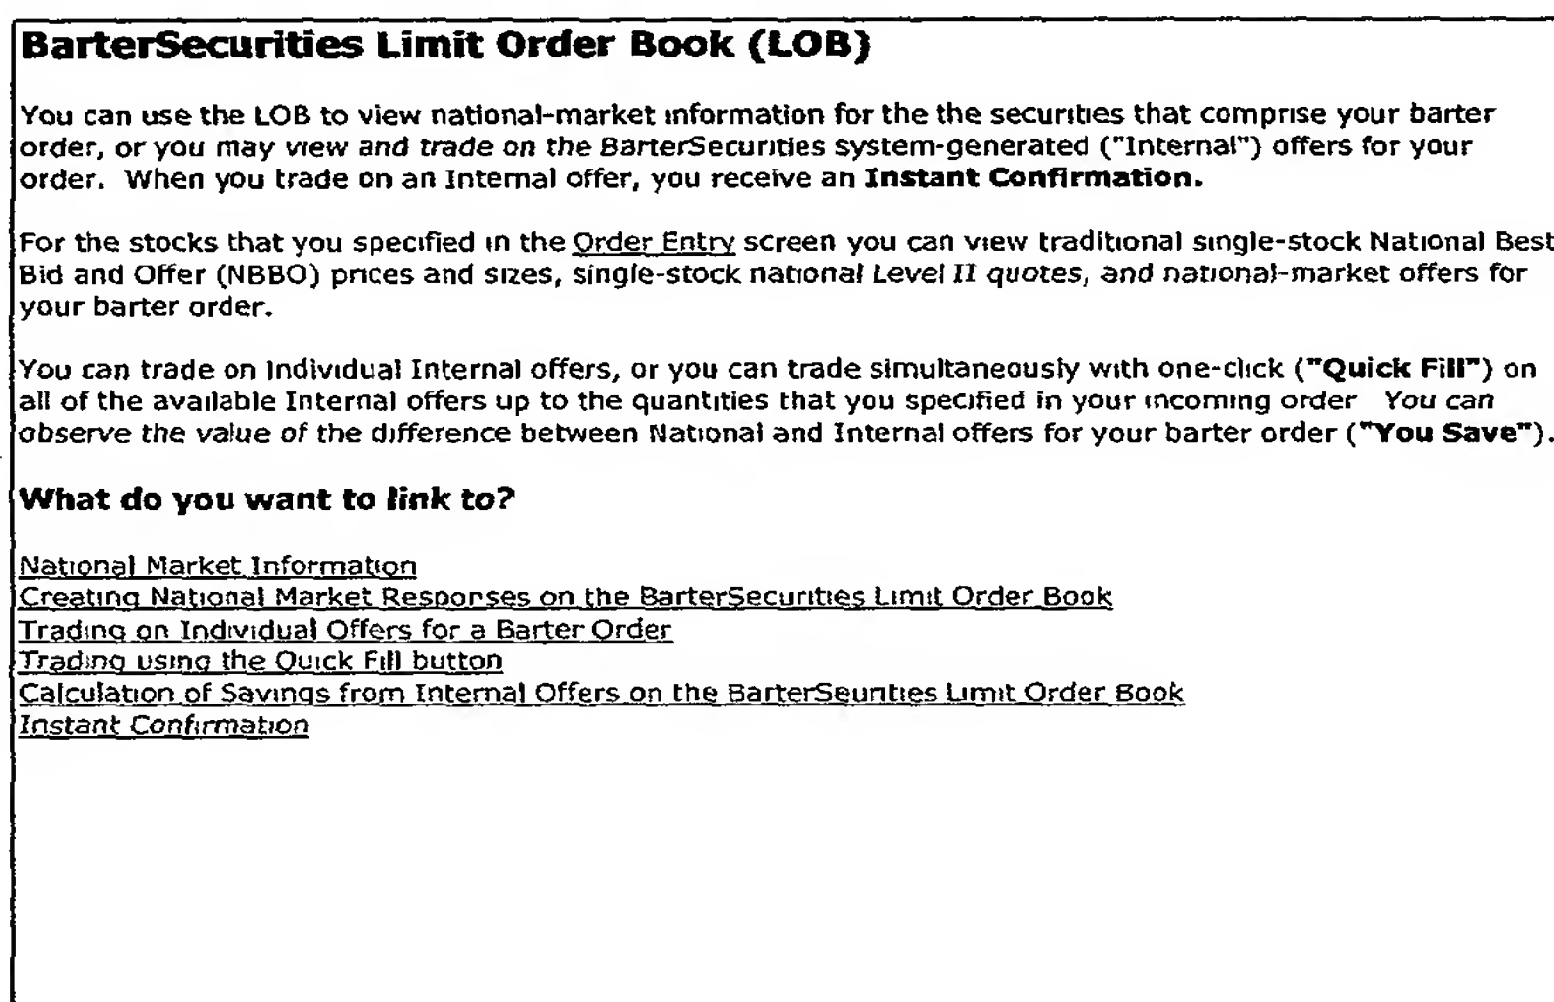 BarterSecurities Limit Order Book (LOB)
You can use the LOB to view national-market information for the the securities that comprise your barter
order, or you may view and trade on the BarterSecurities system-generated ("Internal") offers for your
order. When you trade on an Internal offer, you receive an Instant Confirmation.
For the stocks that you specified in the Order Entry screen you can view traditional single-stock National Best
Bid and Offer (NBBO) prices and sizes, single-stock national Level II quotes, and national-market offers for
your barter order.
You can trade on individual Internal offers, or you can trade simultaneously with one-click ("Quick Fill") on
all of the available Internal offers up to the quantities that you specified in your incoming order You can
observe the value of the difference between National and Internal offers for your barter order ("You Save").
What do you want to link to?
National Market Information
Creating National Market Responses on the BarterSecurities Limit Order Book
Trading on Individual Offers for a Barter Order
Trading using the Quick Fill button
Calculation of Savings from Internal Offers on the BarterSeurities Limit Order Book
Instant Confirmation